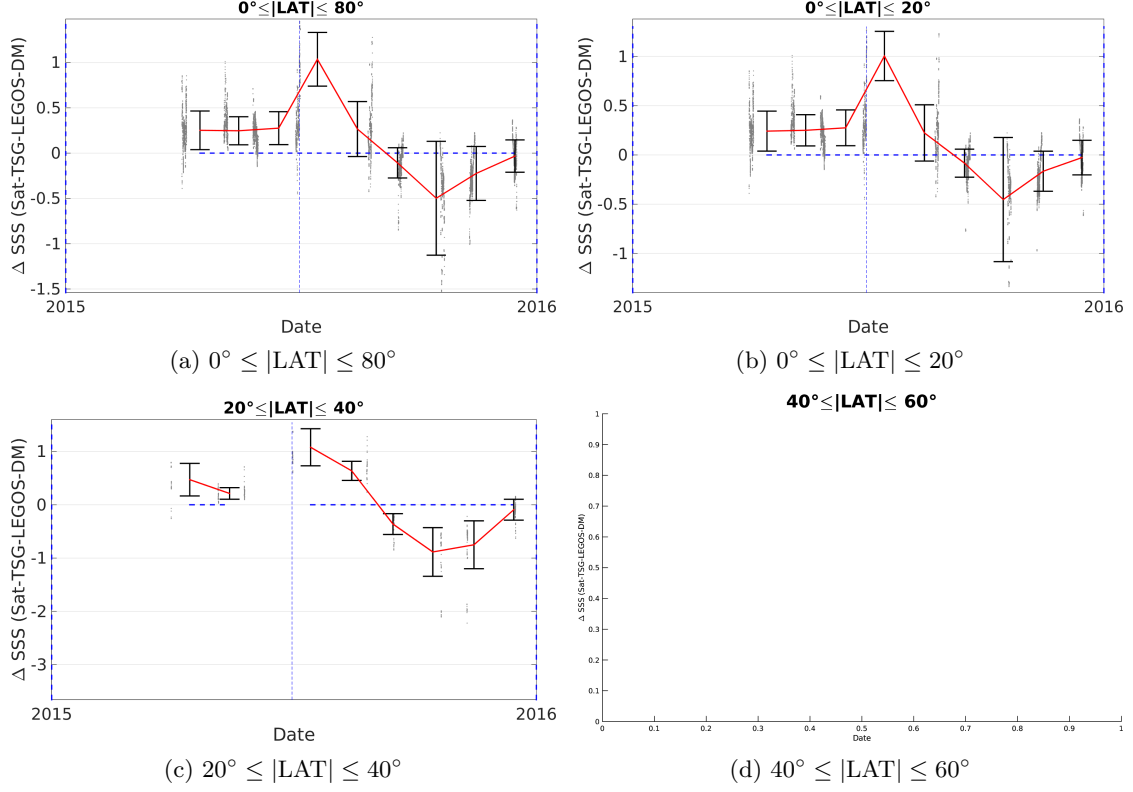 0°≤|LAT|≤ 80°
Δ SSS (Sat-TSG-LEGOS-DM)
1
0.5
0
-0.5
-1
-1.5
2015
2016
Date
(a) 0° ≤ |LAT| ≤ 80°
0°≤|LAT|≤ 20°
Δ SSS (Sat-TSG-LEGOS-DM)
1
0.5
0
-0.5
-1
2015
2016
Date
(b) 0° ≤ |LAT| ≤ 20°
20°≤|LAT|≤ 40°
Δ SSS (Sat-TSG-LEGOS-DM)
1
0
-1
-2
-3
2015
2016
Date
(c) 20° ≤ |LAT| ≤ 40°
40°≤|LAT|≤ 60°
Δ SSS (Sat-TSG-LEGOS-DM)
1
0.9
0.8
0.7
0.6
0.5
0.4
0.3
0.2
0.1
0
0 0.1 0.2 0.3 0.4 0.5 0.6 0.7 0.8 0.9 1
Date
(d) 40° ≤ |LAT| ≤ 60°